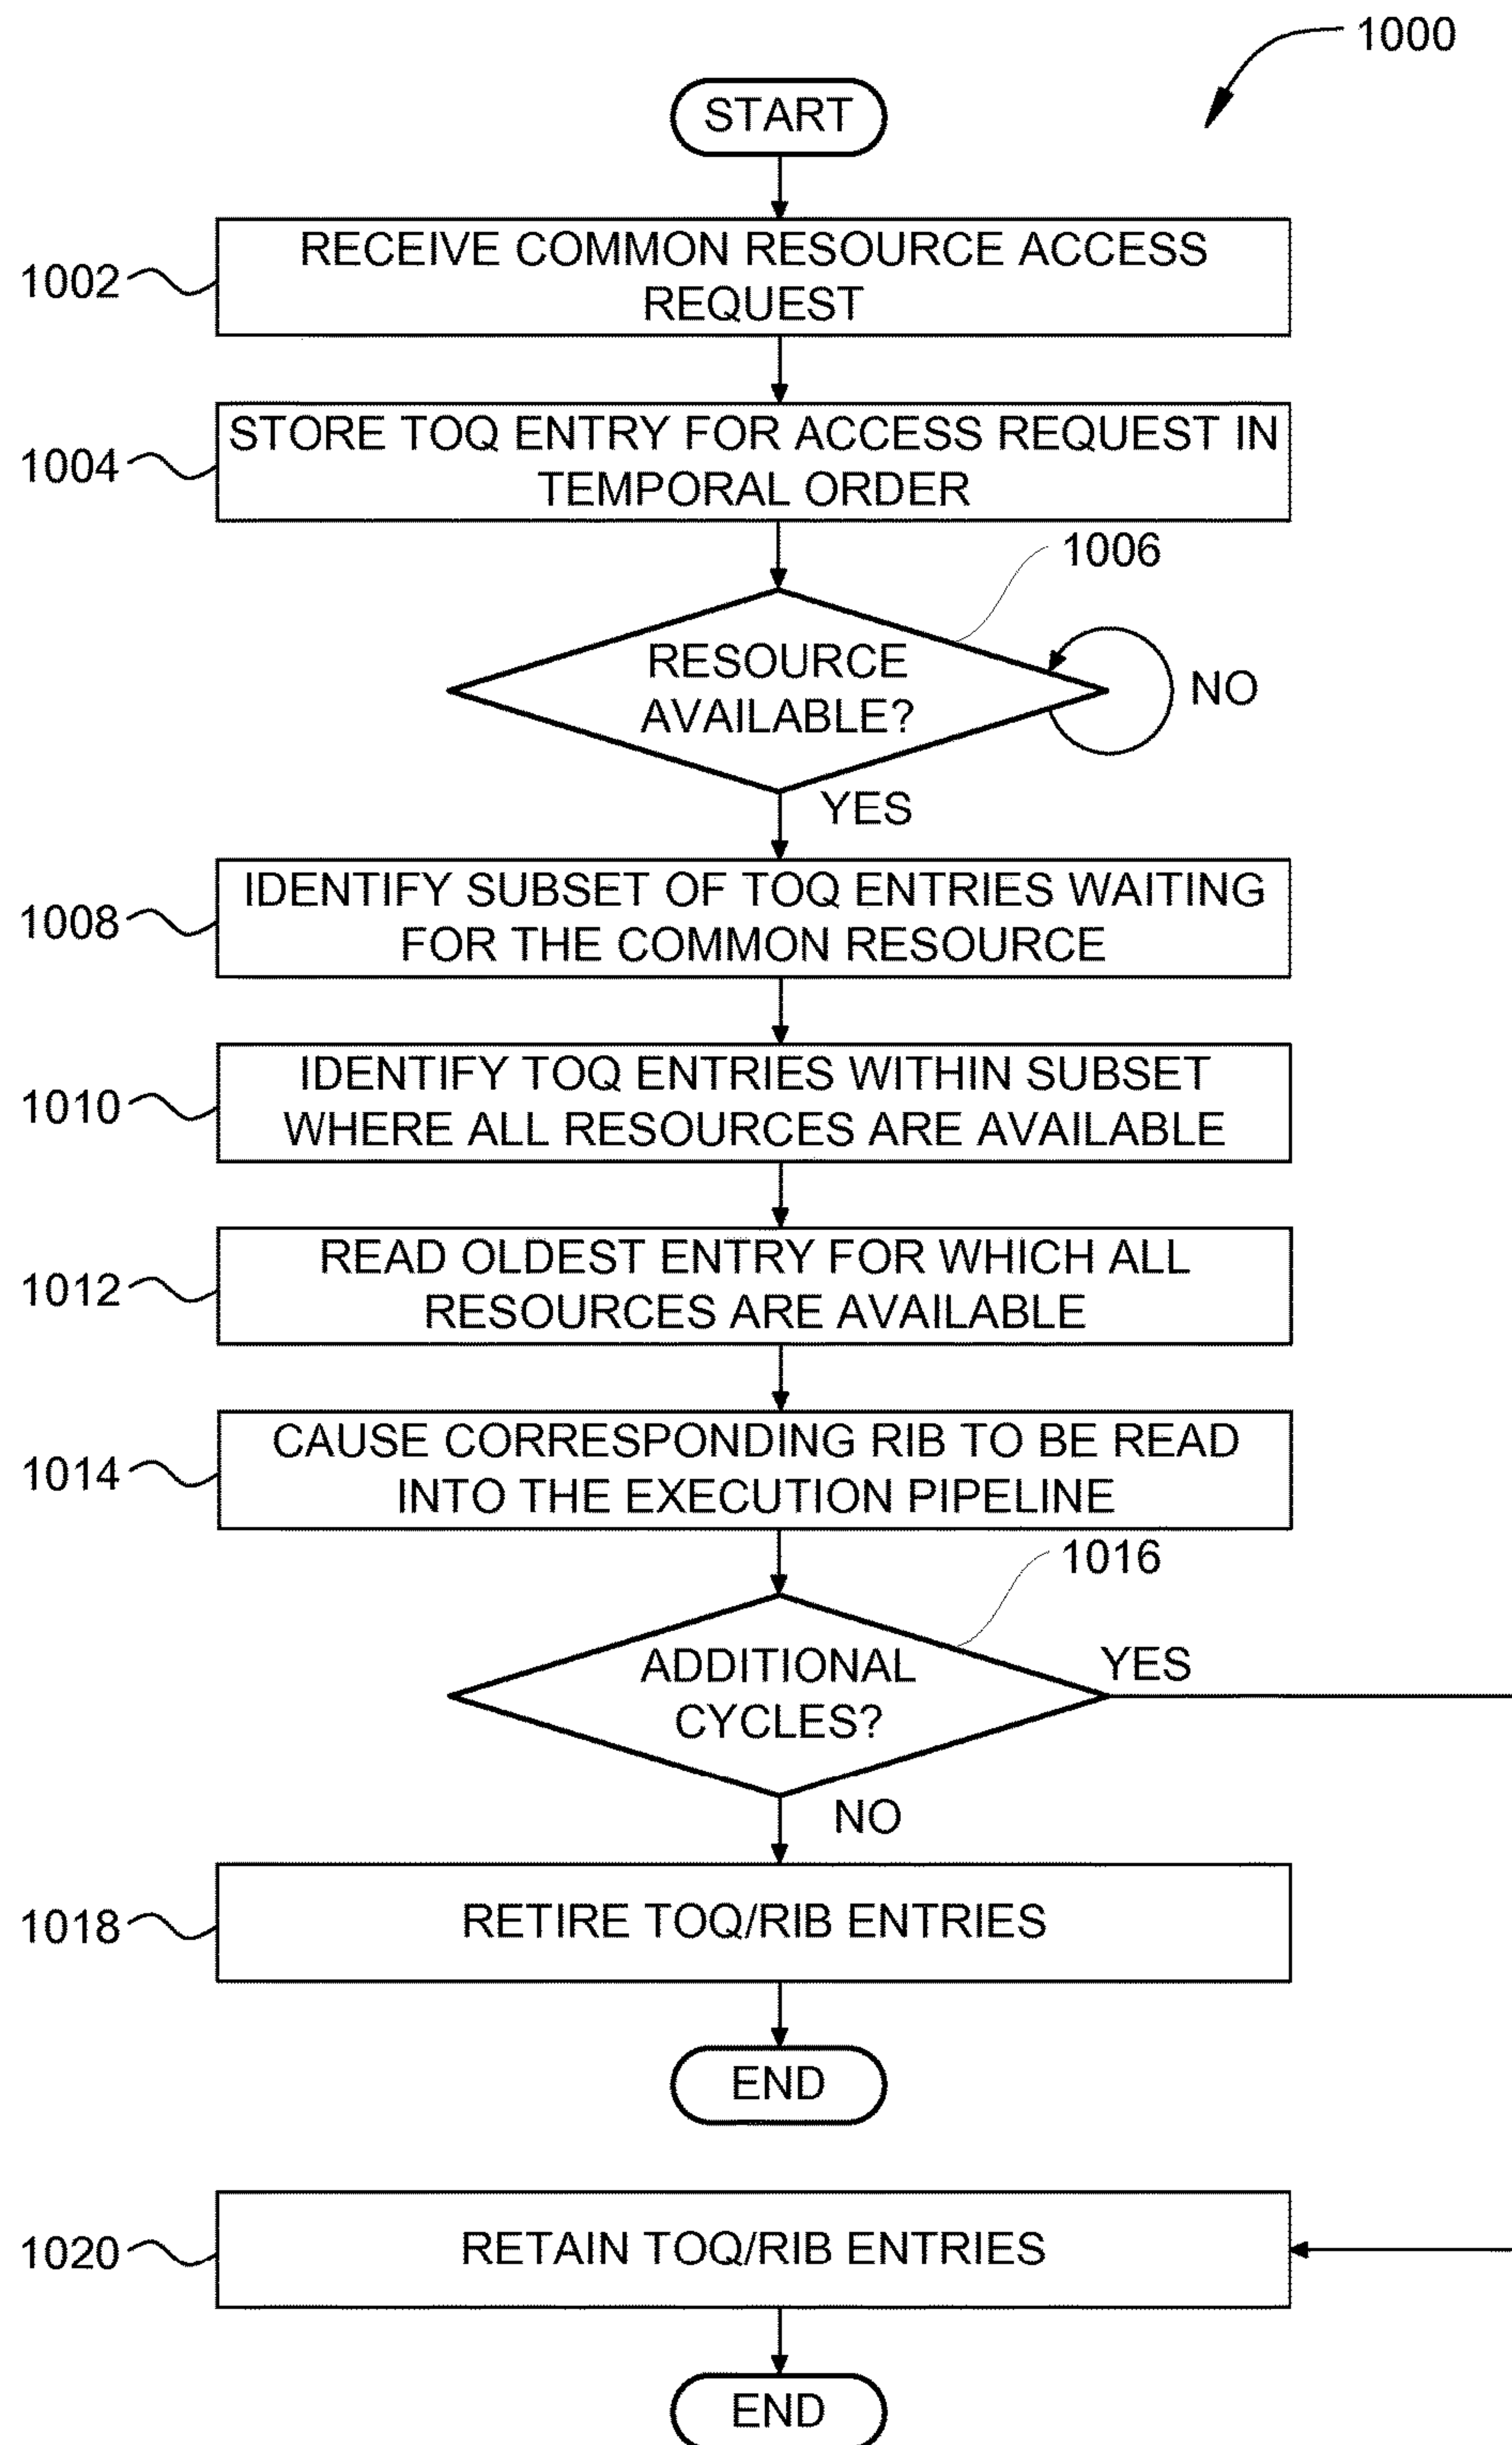 1000
START
1002
RECEIVE COMMON RESOURCE ACCESS
REQUEST
1004
STORE TOQ ENTRY FOR ACCESS REQUEST IN
TEMPORAL ORDER
1006
RESOURCE
AVAILABLE?
NO
YES
1008
IDENTIFY SUBSET OF TOQ ENTRIES WAITING
FOR THE COMMON RESOURCE
1010
IDENTIFY TOQ ENTRIES WITHIN SUBSET
WHERE ALL RESOURCES ARE AVAILABLE
1012
READ OLDEST ENTRY FOR WHICH ALL
RESOURCES ARE AVAILABLE
1014
CAUSE CORRESPONDING RIB TO BE READ
INTO THE EXECUTION PIPELINE
1016
ADDITIONAL
CYCLES?
YES
NO
1018
RETIRE TOQ/RIB ENTRIES
END
1020
RETAIN TOQ/RIB ENTRIES
END